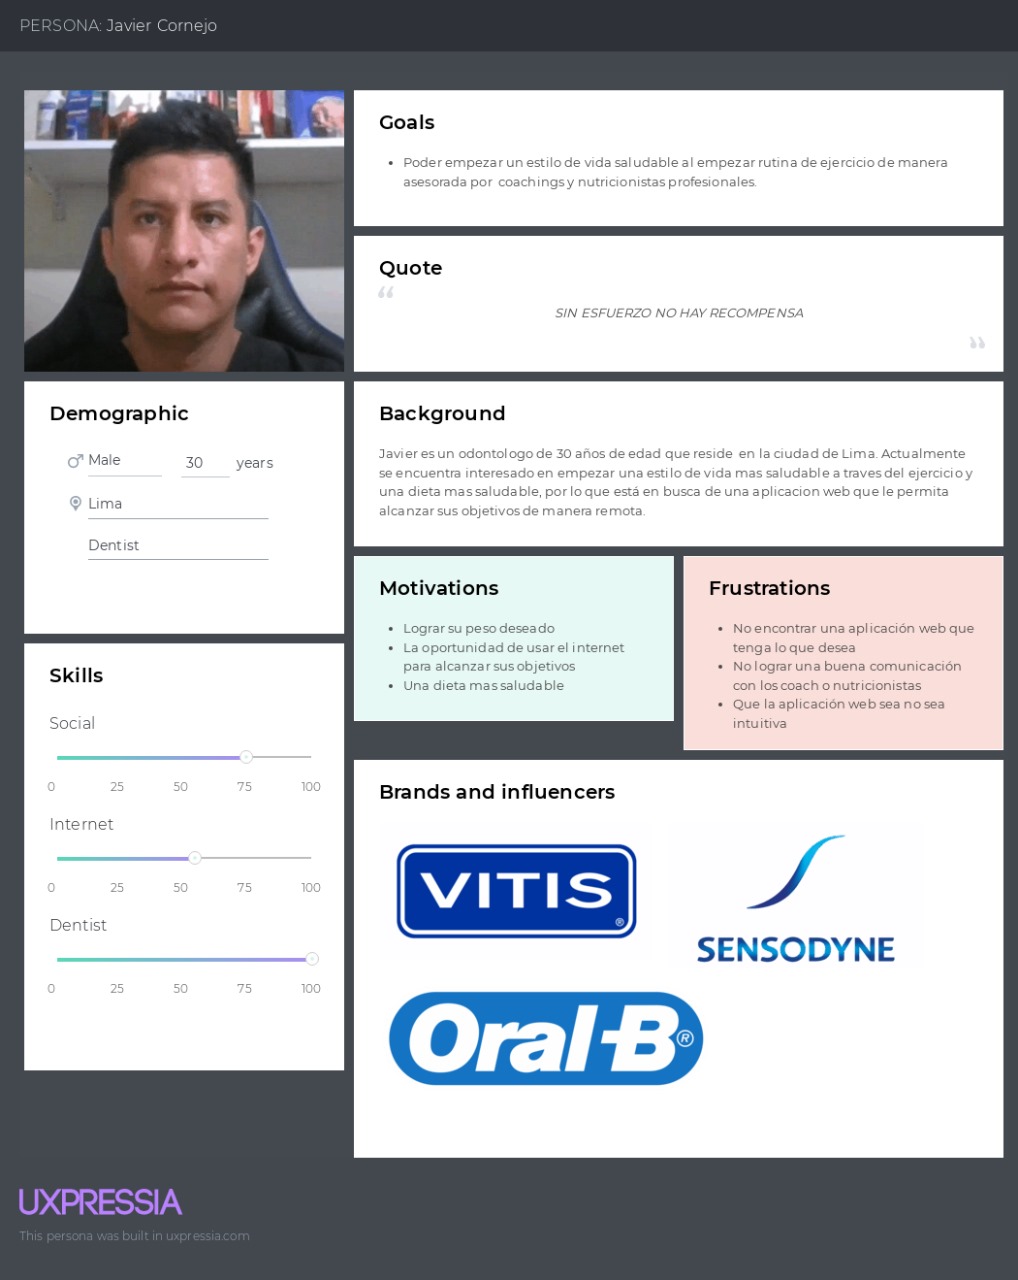 PERSONA: Javier Cornejo
Goals
• Poder empezar un estilo de vida saludable al empezar rutina de ejercicio de manera
asesorada por coachings y nutricionistas profesionales.
Quote
“
SIN ESFUERZO NO HAY RECOMPENSA
”
Demographic
Male 30 years
Lima
Dentist
Background
Javier es un odontologo de 30 años de edad que reside en la ciudad de Lima. Actualmente
se encuentra interesado en empezar una estilo de vida mas saludable a traves del ejercicio y
una dieta mas saludable, por lo que está en busca de una aplicacion web que le permita
alcanzar sus objetivos de manera remota.
Motivations
• Lograr su peso deseado
• La oportunidad de usar el internet
para alcanzar sus objetivos
• Una dieta mas saludable
Frustrations
• No encontrar una aplicación web que
tenga lo que desea
• No lograr una buena comunicación
con los coach o nutricionistas
• Que la aplicación web sea no sea
intuitiva
Skills
Social
0 25 50 75 100
Internet
0 25 50 75 100
Dentist
0 25 50 75 100
Brands and influencers
VITIS®
SENSODYNE
Oral-B®
UXPRESSIA
This persona was built in uxpressia.com